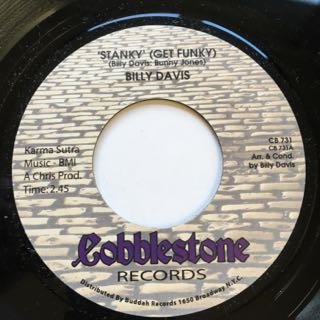 'STANKY' (GET FUNKY)
(Billy Davis: Bunny Jones)
BILLY DAVIS
Karma Sutra
Music - BMI
A Chris Prod.
Time: 2:45
CB 731
CB 731A
Arr. & Cond.
by Billy Davis
Cobblestone
RECORDS
Distributed By Buddah Records 1650 Broadway N.Y.C.